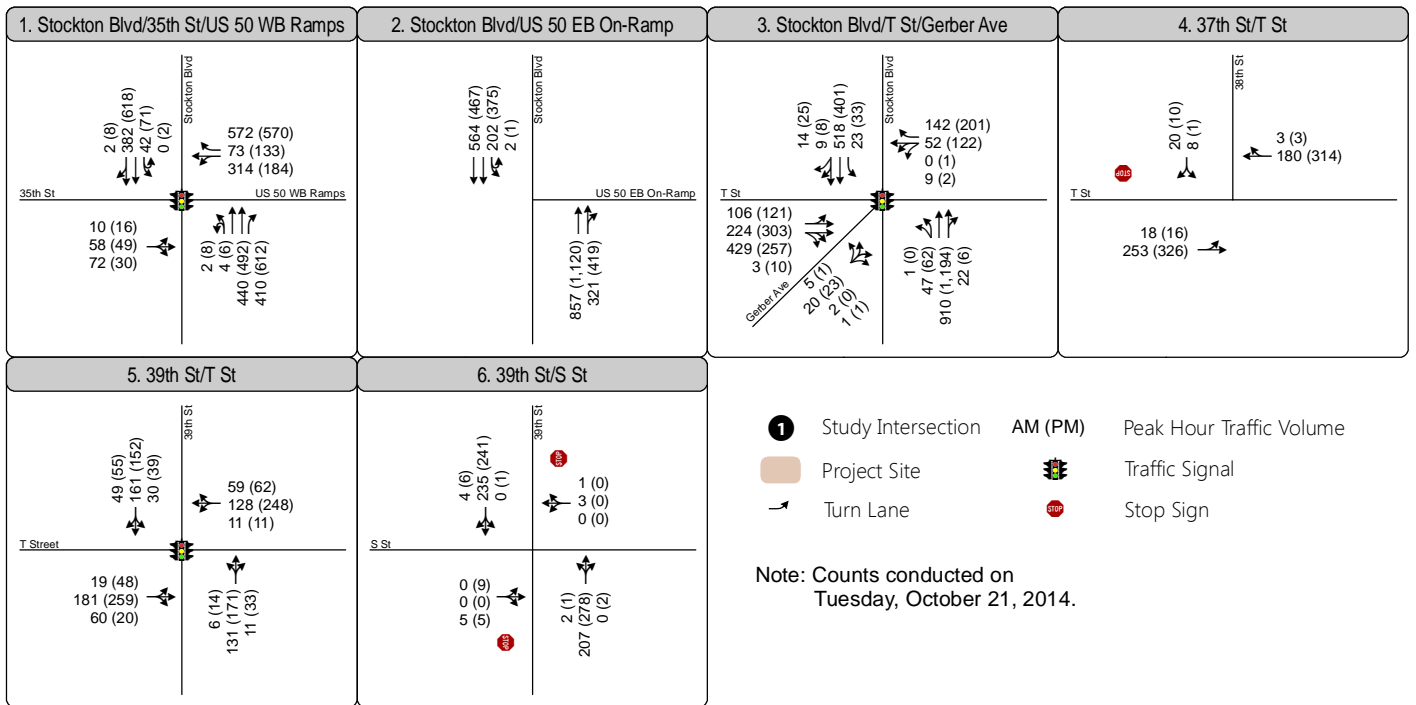 1. Stockton Blvd/35th St/US 50 WB Ramps
Stockton Blvd
2 (8)
382 (618)
42 (71)
0 (2)
572 (570)
73 (133)
314 (184)
35th St
US 50 WB Ramps
10 (16)
58 (49)
72 (30)
2 (8)
4 (6)
440 (492)
410 (612)
2. Stockton Blvd/US 50 EB On-Ramp
Stockton Blvd
564 (467)
202 (375)
2 (1)
US 50 EB On-Ramp
857 (1,120)
321 (419)
3. Stockton Blvd/T St/Gerber Ave
Stockton Blvd
14 (25)
9 (8)
518 (401)
23 (33)
142 (201)
52 (122)
0 (1)
9 (2)
T St
106 (121)
224 (303)
429 (257)
3 (10)
Gerber Ave
5 (1)
20 (23)
2 (0)
1 (1)
1 (0)
47 (62)
910 (1,194)
22 (6)
4. 37th St/T St
38th St
20 (10)
8 (1)
3 (3)
180 (314)
STOP
T St
18 (16)
253 (326)
5. 39th St/T St
39th St
49 (55)
161 (152)
30 (39)
59 (62)
128 (248)
11 (11)
T Street
19 (48)
181 (259)
60 (20)
6 (14)
131 (171)
11 (33)
6. 39th St/S St
39th St
4 (6)
235 (241)
0 (1)
STOP
1 (0)
3 (0)
0 (0)
S St
0 (9)
0 (0)
5 (5)
STOP
2 (1)
207 (278)
0 (2)
1 Study Intersection
AM (PM) Peak Hour Traffic Volume
Project Site
Traffic Signal
Turn Lane
STOP Stop Sign
Note: Counts conducted on
Tuesday, October 21, 2014.